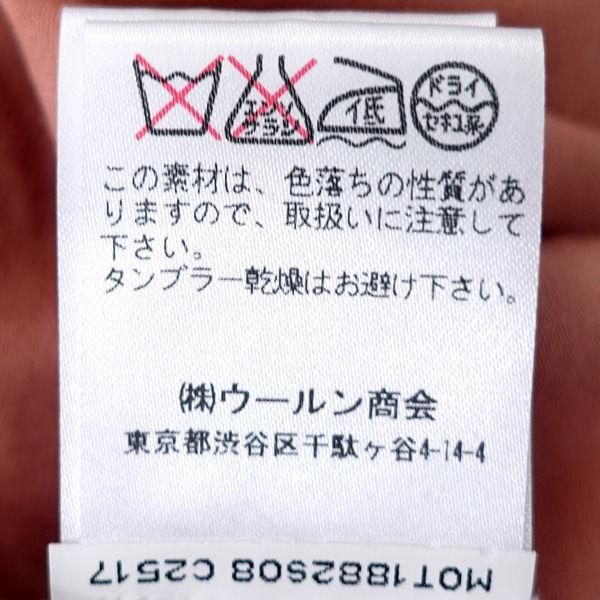 エンソ
サラシ
低
ドライ
セキユ系
この素材は、色落ちの性質があ
りますので、取扱いに注意して
下さい。
タンブラー乾燥はお避け下さい。
㈱ウールン商会
東京都渋谷区千駄ヶ谷4-14-4
MOT1882S08 C2517